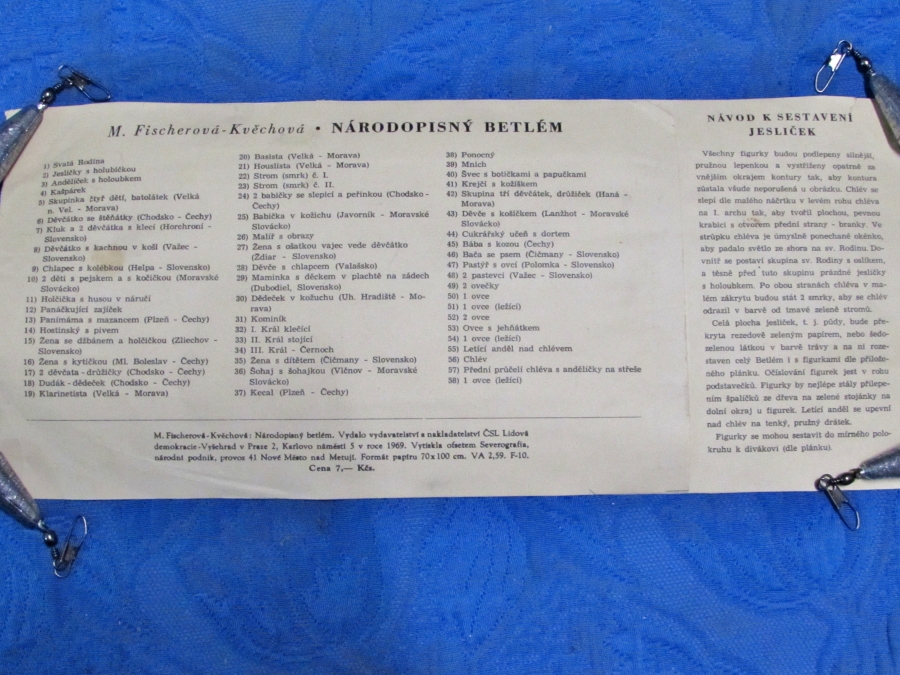 M. Fischerová-Kvěchová • NÁRODOPISNÝ BETLÉM
1) Svatá Rodina
2) Jesličky s holubičkou
3) Andělíček s holoubkem
4) Kašpárek
5) Skupinka čtyř dětí, batolátek (Velká
n. Vel. - Morava)
6) Děvčátko se štěňátky (Chodsko - Čechy)
7) Kluk a 2 děvčátka s klecí (Horehroní -
Slovensko)
8) Děvčátko s kachnou v koši (Važec -
Slovensko)
9) Chlapec s kolébkou (Helpa - Slovensko)
10) 2 děti s pejskem a s kočičkou (Moravské
Slovácko)
11) Holčička s husou v náručí
12) Panáčkující zajíček
13) Panímáma s mazancem (Plzeň - Čechy)
14) Hostinský s pivem
15) Žena se džbánem a holčičkou (Zliechov -
Slovensko)
16) Žena s kytičkou (Ml. Boleslav - Čechy)
17) 2 děvčata-družičky (Chodsko - Čechy)
18) Dudák - dědeček (Chodsko - Čechy)
19) Klarinetista (Velká - Morava)
20) Basista (Velká - Morava)
21) Houslista (Velká - Morava)
22) Strom (smrk) č. I.
23) Strom (smrk) č. II.
24) 2 babičky se slepicí a peřinkou (Chodsko -
Čechy)
25) Babička v kožichu (Javorník - Moravské
Slovácko)
26) Malíř s obrazy
27) Žena s ošatkou vajec vede děvčátko
(Ždiar - Slovensko)
28) Děvče s chlapcem (Valašsko)
29) Maminka s děckem v plachtě na zádech
(Dubodiel, Slovensko)
30) Dědeček v kožuchu (Uh. Hradiště - Mo-
rava)
31) Kominík
32) I. Král klečící
33) II. Král stojící
34) III. Král - Černoch
35) Žena s dítětem (Čičmany - Slovensko)
36) Šohaj s šohajkou (Vlčnov - Moravské
Slovácko)
37) Kecal (Plzeň - Čechy)
38) Ponocný
39) Mnich
40) Švec s botičkami a papučkami
41) Krejčí s kožíškem
42) Skupina tří děvčátek, družiček (Haná -
Morava)
43) Děvče s košíčkem (Lanžhot - Moravské
Slovácko)
44) Cukrářský učeň s dortem
45) Bába s kozou (Čechy)
46) Bača se psem (Čičmany - Slovensko)
47) Pastýř s ovcí (Polomka - Slovensko)
48) 2 pastevci (Važec - Slovensko)
49) 2 ovečky
50) 1 ovce
51) 1 ovce (ležící)
52) 2 ovce
53) Ovce s jehňátkem
54) 1 ovce (ležící)
55) Letící anděl nad chlévem
56) Chlév
57) Přední průčelí chléva s andělíčky na střeše
58) 1 ovce (ležící)
M. Fischerová-Kvěchová: Národopisný betlém. Vydalo vydavatelství a nakladatelství ČSL Lidová
demokracie-Vyšehrad v Praze 2, Karlovo náměstí 5 v roce 1969. Vytiskla ofsetem Severografia,
národní podnik, provoz 41 Nové Město nad Metují. Formát papíru 70x100 cm. VA 2,59. F-10.
Cena 7,— Kčs.
NÁVOD K SESTAVENÍ
JESLIČEK
Všechny figurky budou podlepeny silnější,
pružnou lepenkou a vystřiženy opatrně za
vnějším okrajem kontury tak, aby kontura
zůstala všude neporušená u obrázku. Chlév se
slepí dle malého náčrtku v levém rohu chléva
na 1. archu tak, aby tvořil plochou, pevnou
krabici s otvorem přední strany - branky. Ve
strůpku chléva je úmyslně ponechané okénko,
aby padalo světlo ze shora na sv. Rodinu. Do-
vnitř se postaví skupina sv. Rodiny s oslíkem,
a těsně před tuto skupinu prázdné jesličky
s holoubkem. Po obou stranách chléva v ma-
lém zákrytu budou stát 2 smrky, aby se chlév
odrazil v barvě od tmavě zeleně stromů.
Celá plocha jesliček, t. j. půdy, bude pře-
kryta rezedově zeleným papírem, nebo šedo-
zelenou látkou v barvě trávy a na ni roze-
staven celý Betlém i s figurkami dle přilože-
ného plánku. Očíslování figurek jest v rohu
podstavečků. Figurky by nejlépe stály přilepe-
ním špalíčků ze dřeva na zelené stojánky na
dolní okraj u figurek. Letící anděl se upevní
nad chlév na tenký, pružný drátek.
Figurky se mohou sestavit do mírného polo-
kruhu k divákovi (dle plánku).